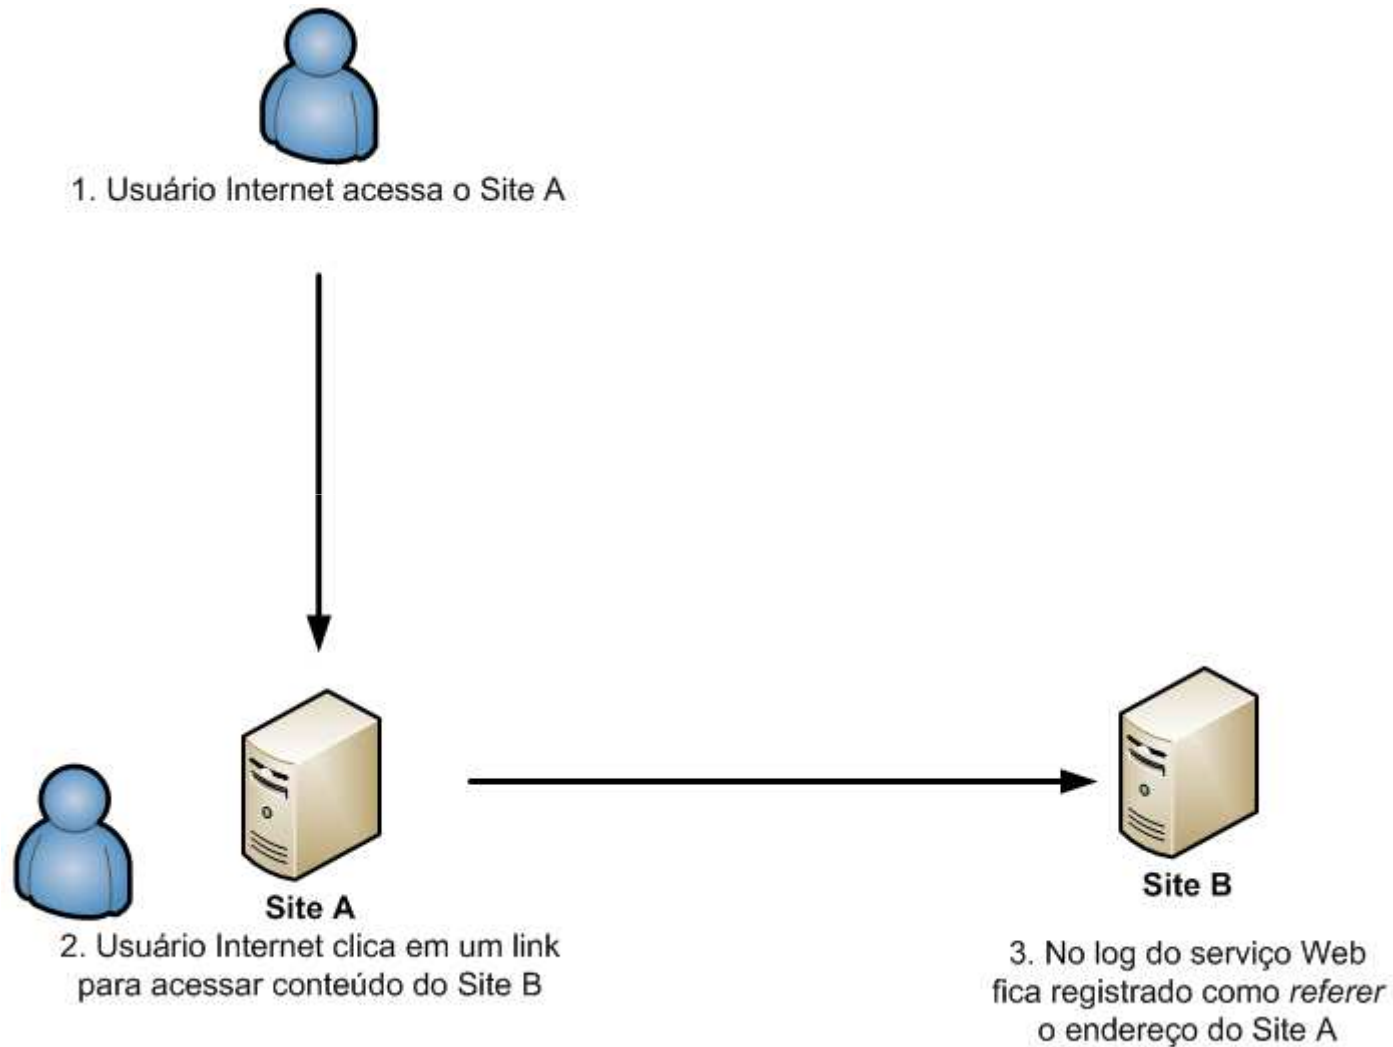 1. Usuário Internet acessa o Site A
Site A
2. Usuário Internet clica em um link
para acessar conteúdo do Site B
Site B
3. No log do serviço Web
fica registrado como referer
o endereço do Site A